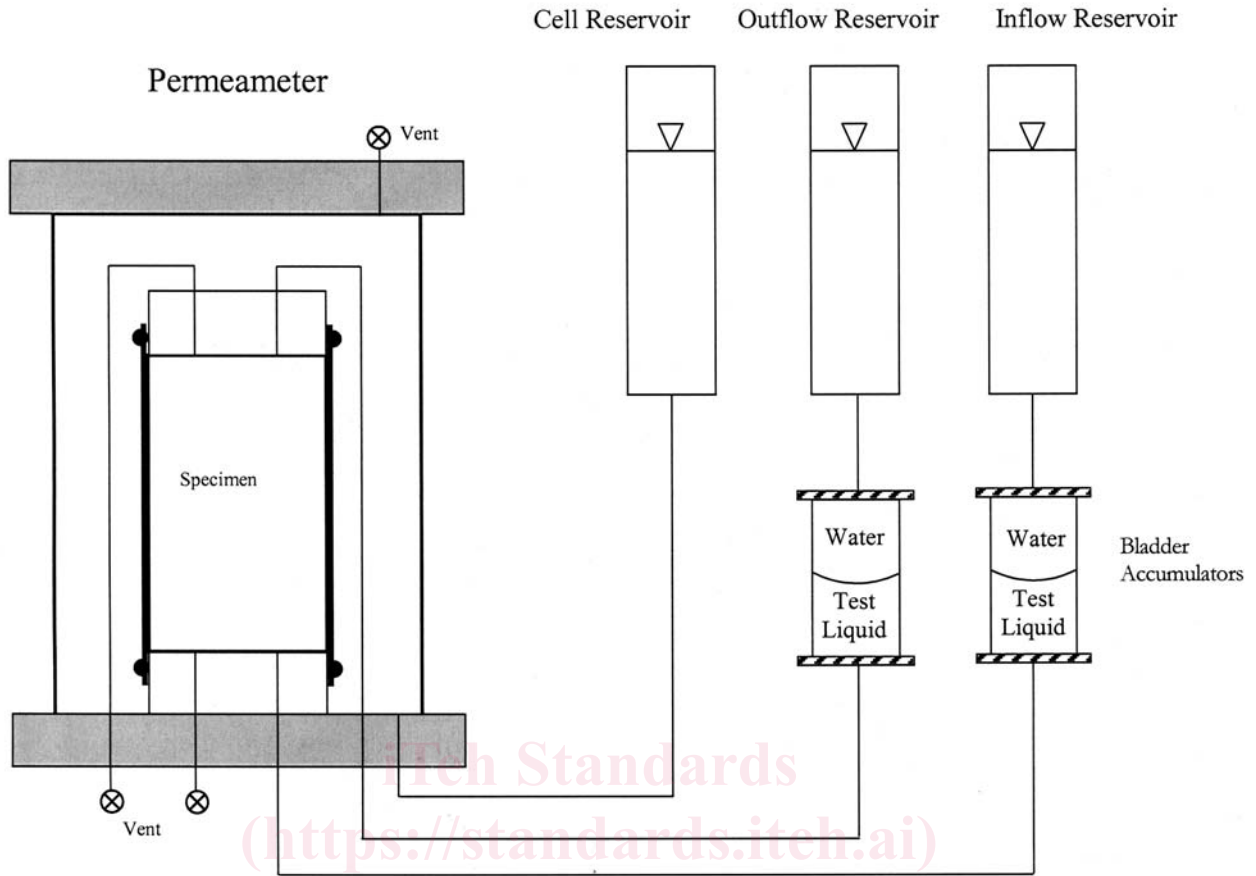 Cell Reservoir
Outflow Reservoir
Inflow Reservoir
Permeameter
Vent
Specimen
Water
Test
Liquid
Water
Test
Liquid
Bladder
Accumulators
Vent
iTeh Standards
(https://standards.iteh.ai)